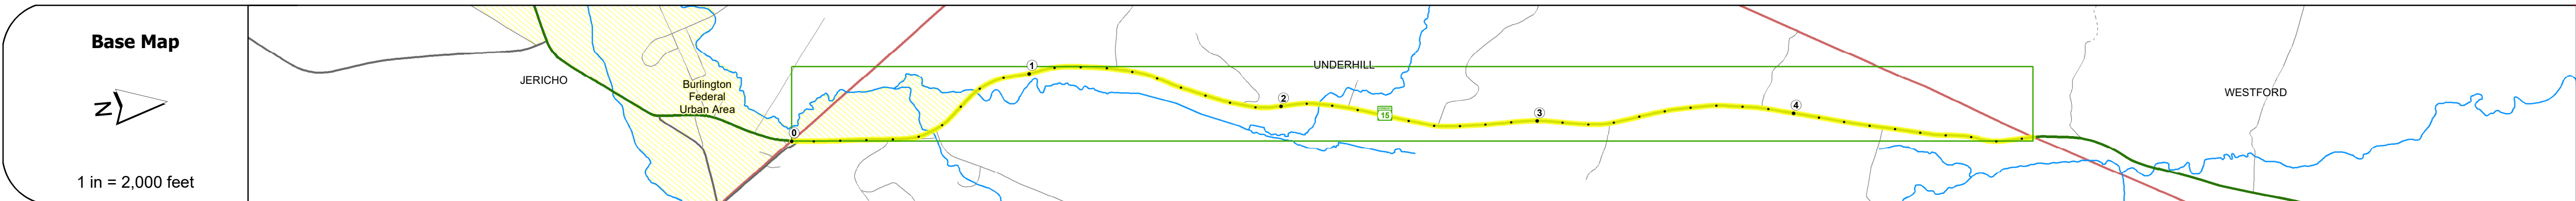 Base Map
N
1 in = 2,000 feet
JERICHO
Burlington
Federal
Urban Area
0
1
2
UNDERHILL
15
3
4
WESTFORD